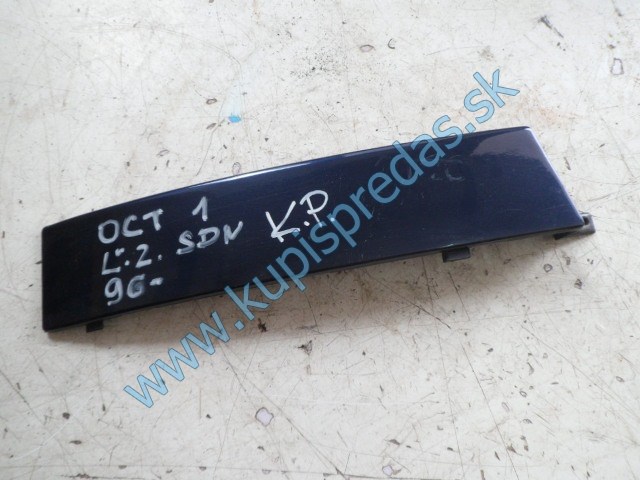 OCT 1
Ľ.Z. SDN K.P.
96-
www.kupispredas.sk